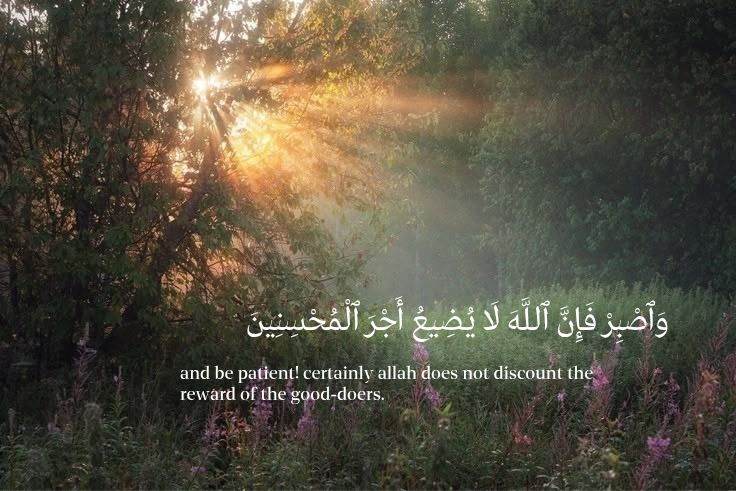 وَٱصْبِرْ فَإِنَّ ٱللَّهَ لَا يُضِيعُ أَجْرَ ٱلْمُحْسِنِينَ
and be patient! certainly allah does not discount the
reward of the good-doers.